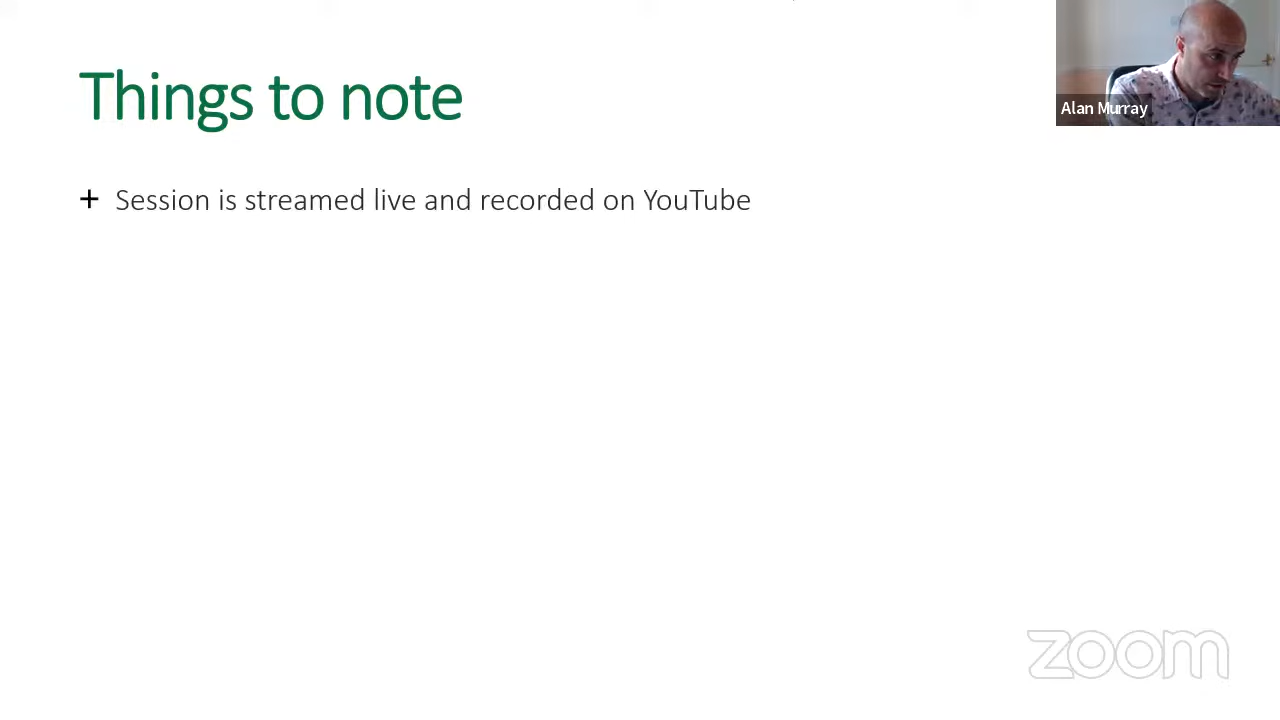 Things to note
Alan Murray
+ Session is streamed live and recorded on YouTube
zoom